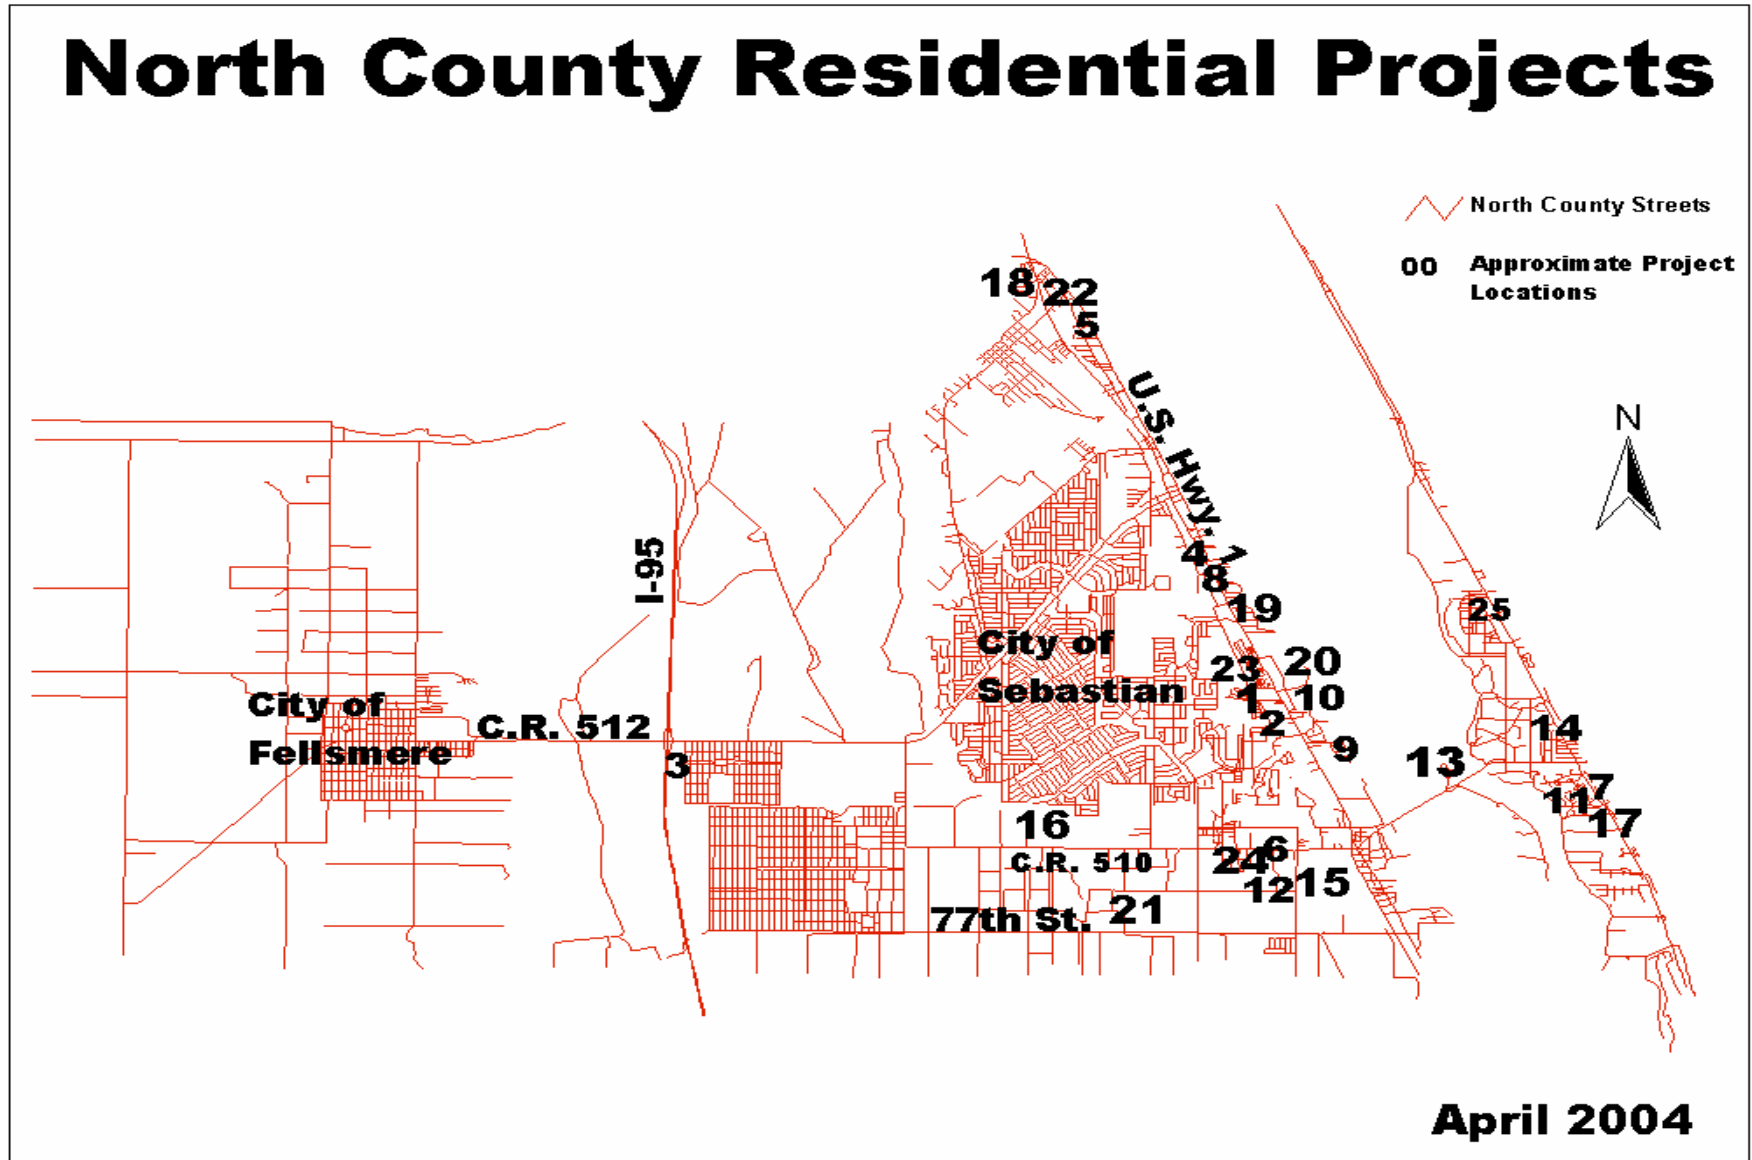 North County Residential Projects
North County Streets
00 Approximate Project
Locations
18
22
5
U.S. Hwy. 1
N
I-95
4
8
19
25
City of
Sebastian
23
20
1
10
2
City of
Fellsmere
C.R. 512
3
9
14
13
7
11
17
16
6
C.R. 510
24
12
15
21
77th St.
April 2004